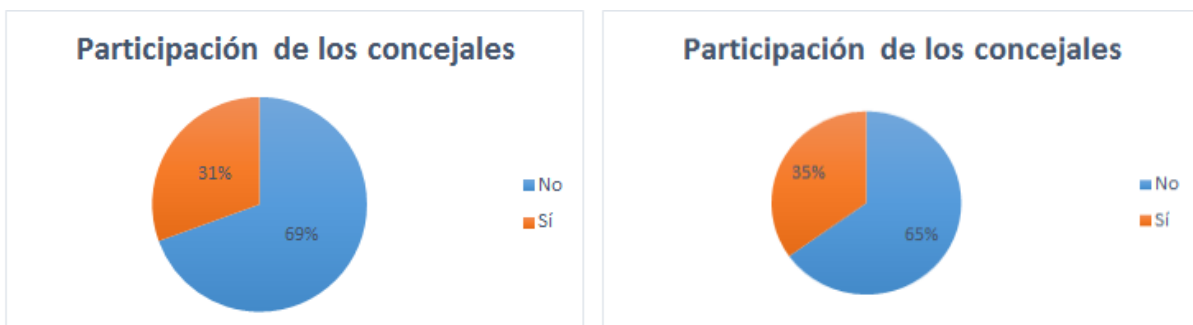 Participación de los concejales
31%
69%
No
Sí
Participación de los concejales
35%
65%
No
Sí